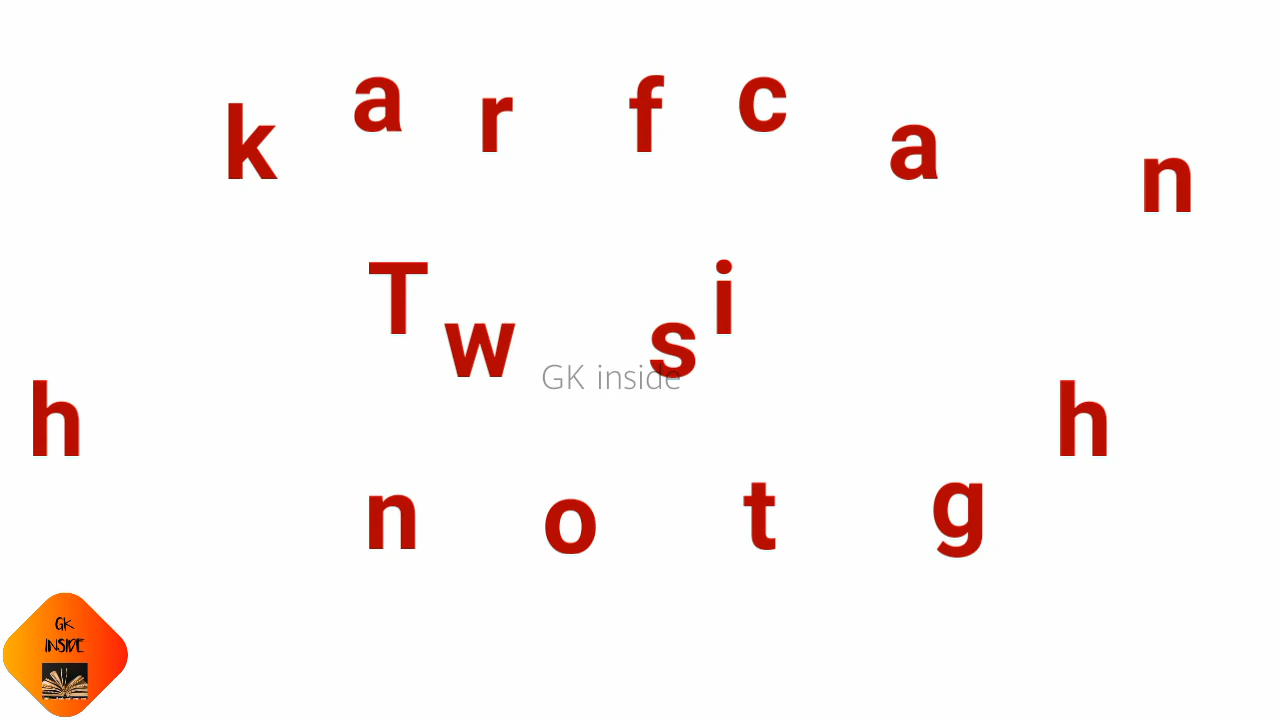 k a r f c a n
T w s i
GK inside
h h
n o t g
GK
INSIDE